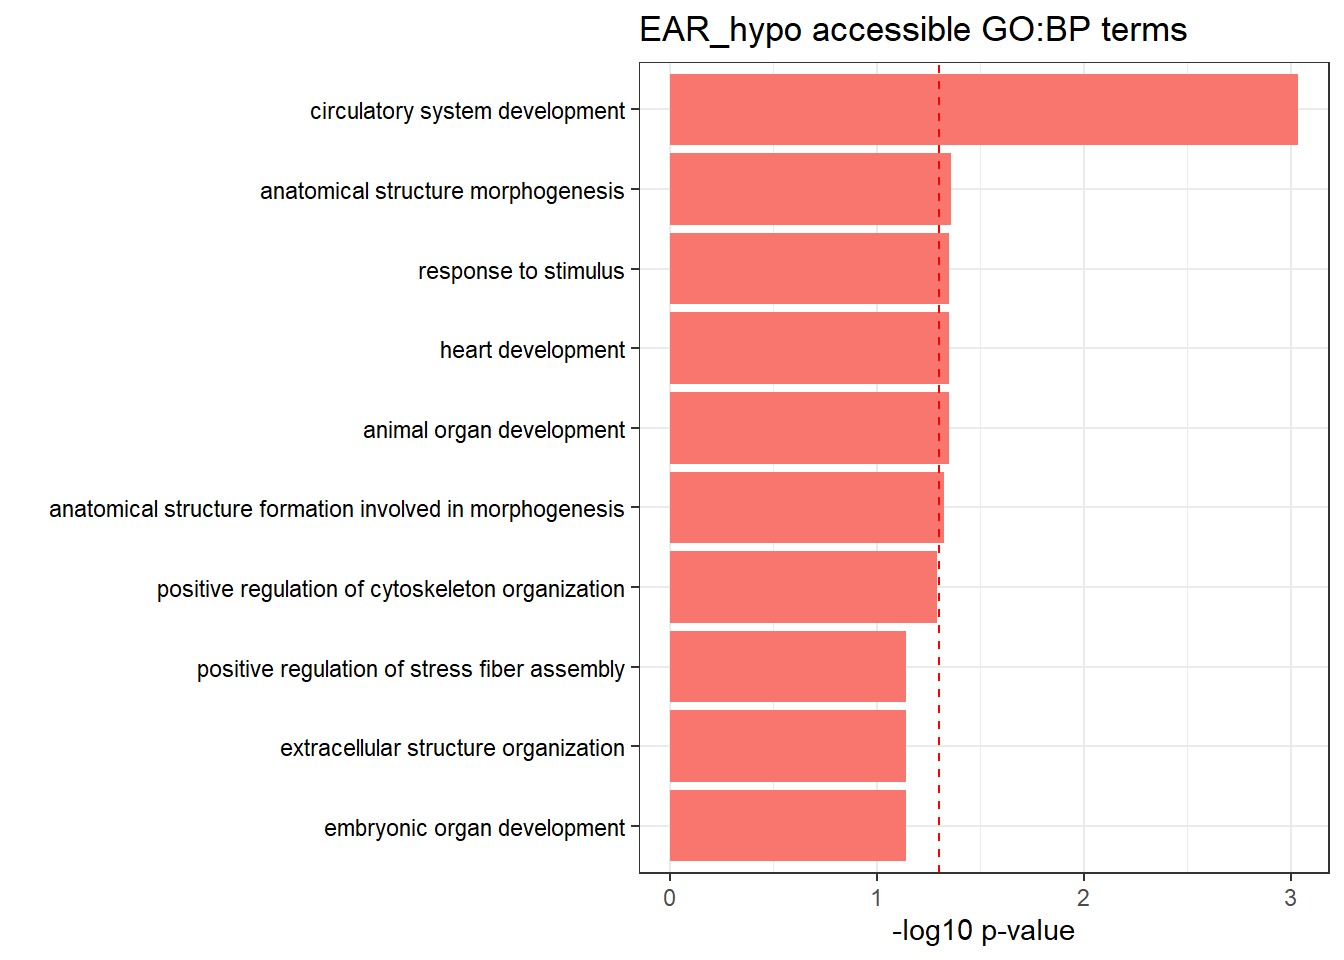 EAR_hypo accessible GO:BP terms
circulatory system development
anatomical structure morphogenesis
response to stimulus
heart development
animal organ development
anatomical structure formation involved in morphogenesis
positive regulation of cytoskeleton organization
positive regulation of stress fiber assembly
extracellular structure organization
embryonic organ development
0 1 2 3
-log10 p-value